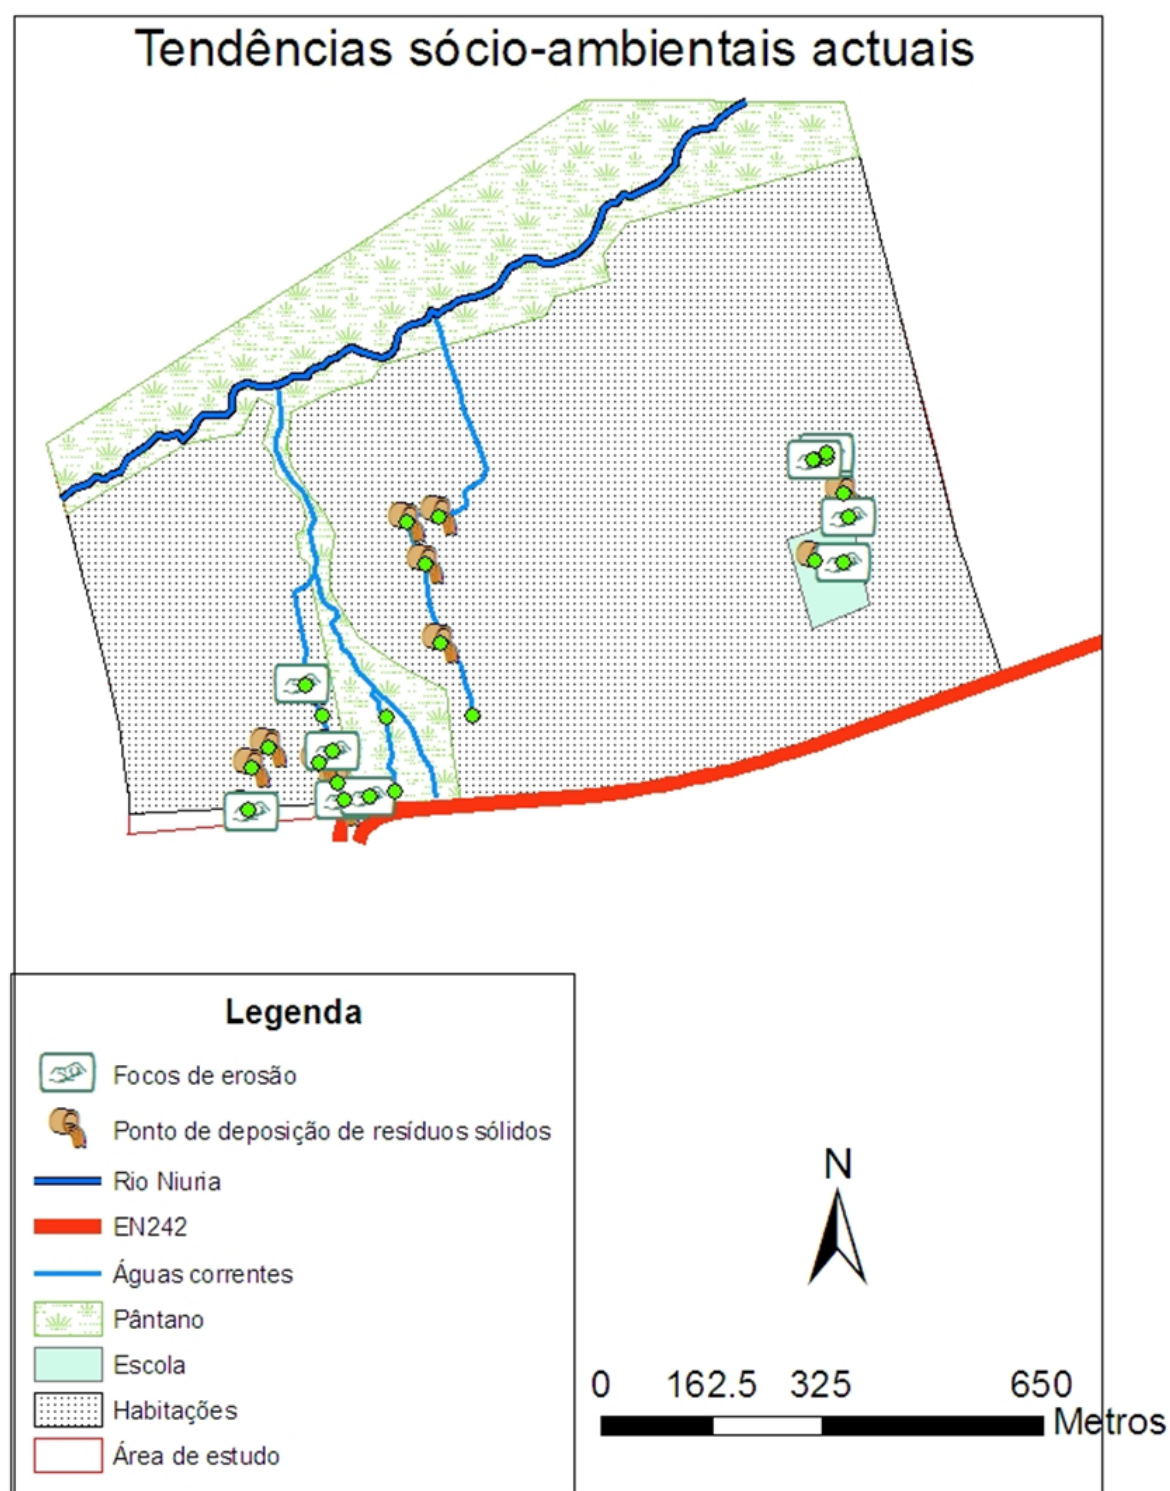 Tendências sócio-ambientais actuais
Legenda
Focos de erosão
Ponto de deposição de resíduos sólidos
Rio Niuria
EN242
Águas correntes
Pântano
Escola
Habitações
Área de estudo
N
0 162.5 325 650
Metros